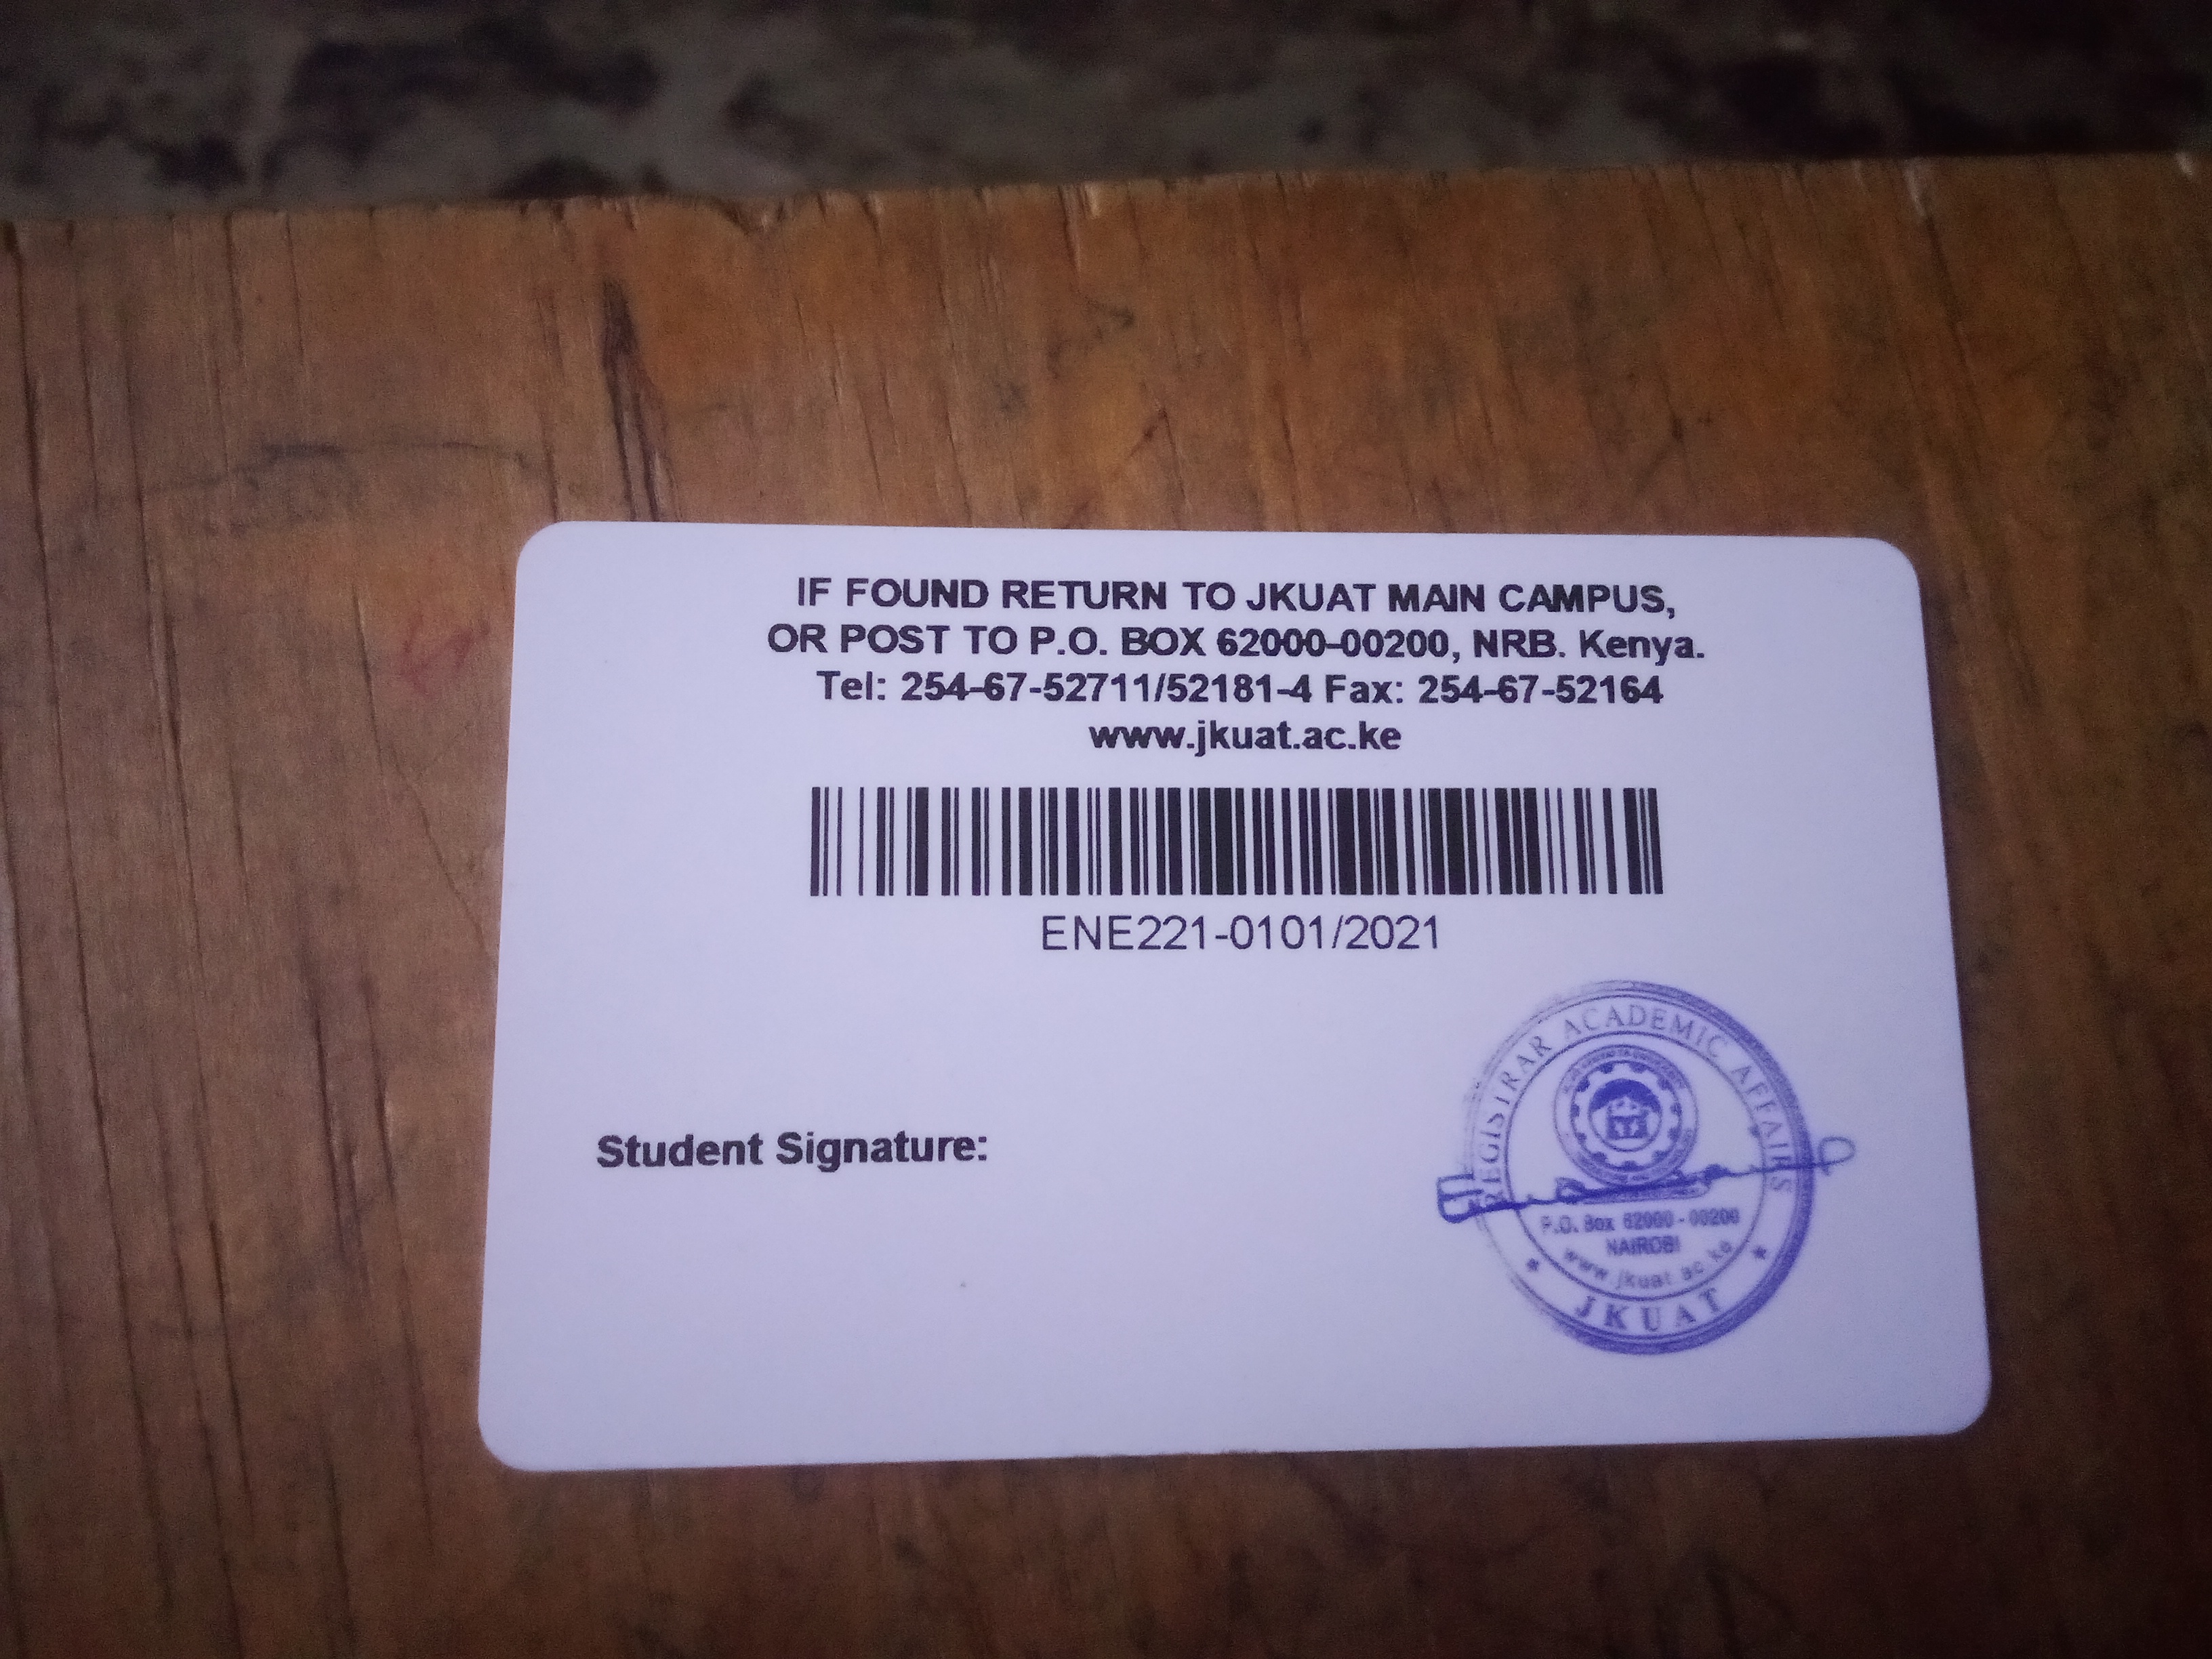 IF FOUND RETURN TO JKUAT MAIN CAMPUS,
OR POST TO P.O. BOX 62000-00200, NRB. Kenya.
Tel: 254-67-52711/52181-4 Fax: 254-67-52164
www.jkuat.ac.ke
ENE221-0101/2021
Student Signature:
REGISTRAR ACADEMIC AFFAIRS
P.O. Box 62000-00200
NAIROBI
www.jkuat.ac.ke
* JKUAT *